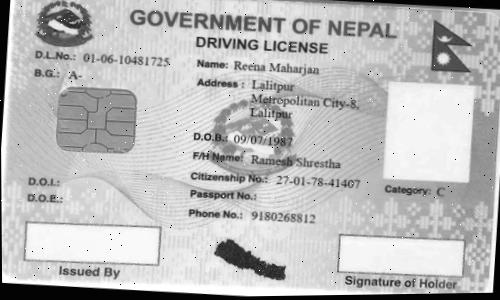 GOVERNMENT OF NEPAL
DRIVING LICENSE
D.L.No.: 01-06-10481725
B.G.: A-
Name: Reena Maharjan
Address : Lalitpur
Metropolitan City-8,
Lalitpur
D.O.B.: 09/07/1987
F/H Name: Ramesh Shrestha
Citizenship No.: 27-01-78-41407
Passport No.:
Phone No.: 9180268812
Category: C
D.O.I.:
D.O.E.:
Issued By
Signature of Holder